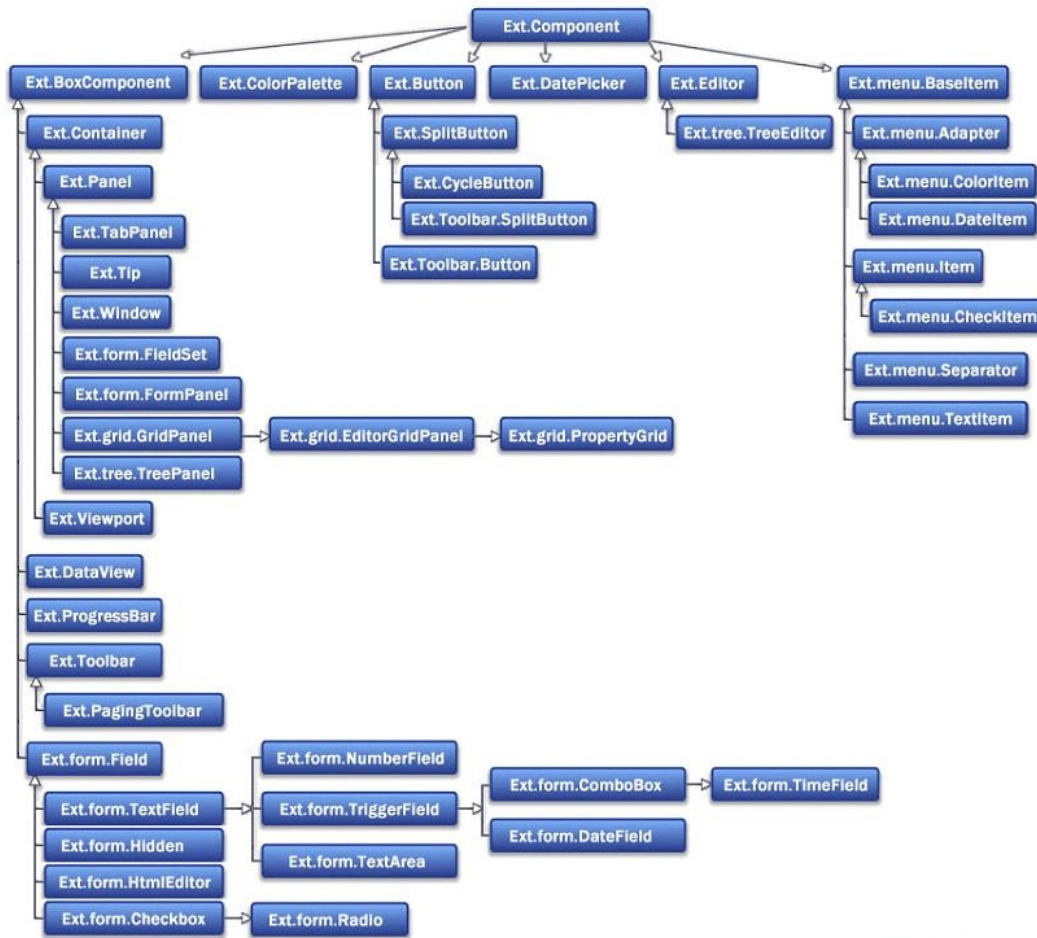 Ext.Component
Ext.BoxComponent
Ext.ColorPalette
Ext.Button
Ext.DatePicker
Ext.Editor
Ext.menu.BaseItem
Ext.Container
Ext.SplitButton
Ext.tree.TreeEditor
Ext.menu.Adapter
Ext.Panel
Ext.CycleButton
Ext.menu.ColorItem
Ext.Toolbar.SplitButton
Ext.menu.DateItem
Ext.TabPanel
Ext.Toolbar.Button
Ext.menu.Item
Ext.Tip
Ext.Window
Ext.menu.CheckItem
Ext.form.FieldSet
Ext.menu.Separator
Ext.form.FormPanel
Ext.menu.TextItem
Ext.grid.GridPanel
Ext.grid.EditorGridPanel
Ext.grid.PropertyGrid
Ext.tree.TreePanel
Ext.Viewport
Ext.DataView
Ext.ProgressBar
Ext.Toolbar
Ext.PagingToolbar
Ext.form.Field
Ext.form.NumberField
Ext.form.ComboBox
Ext.form.TimeField
Ext.form.TextField
Ext.form.TriggerField
Ext.form.DateField
Ext.form.Hidden
Ext.form.TextArea
Ext.form.HtmlEditor
Ext.form.Checkbox
Ext.form.Radio